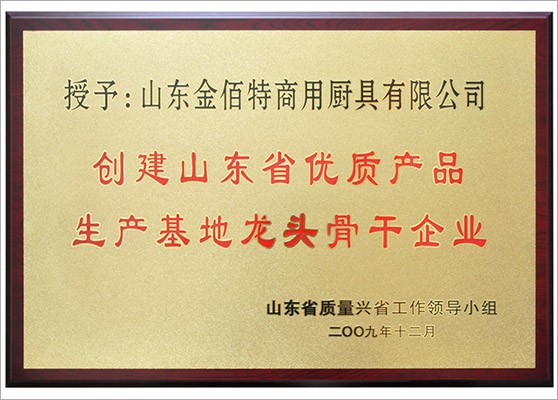 授予:山东金佰特商用厨具有限公司
创建山东省优质产品
生产基地龙头骨干企业
山东省质量兴省工作领导小组
二〇〇九年十二月